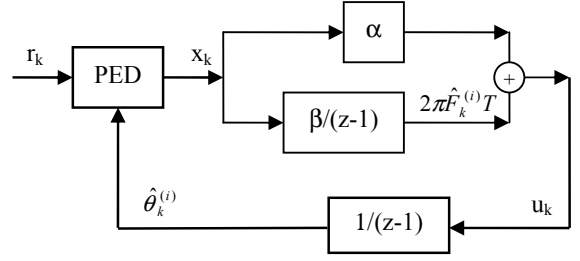 r_k
PED
x_k
α
β/(z-1)
2πF̂_k^{(i)}T
+
θ̂_k^{(i)}
1/(z-1)
u_k